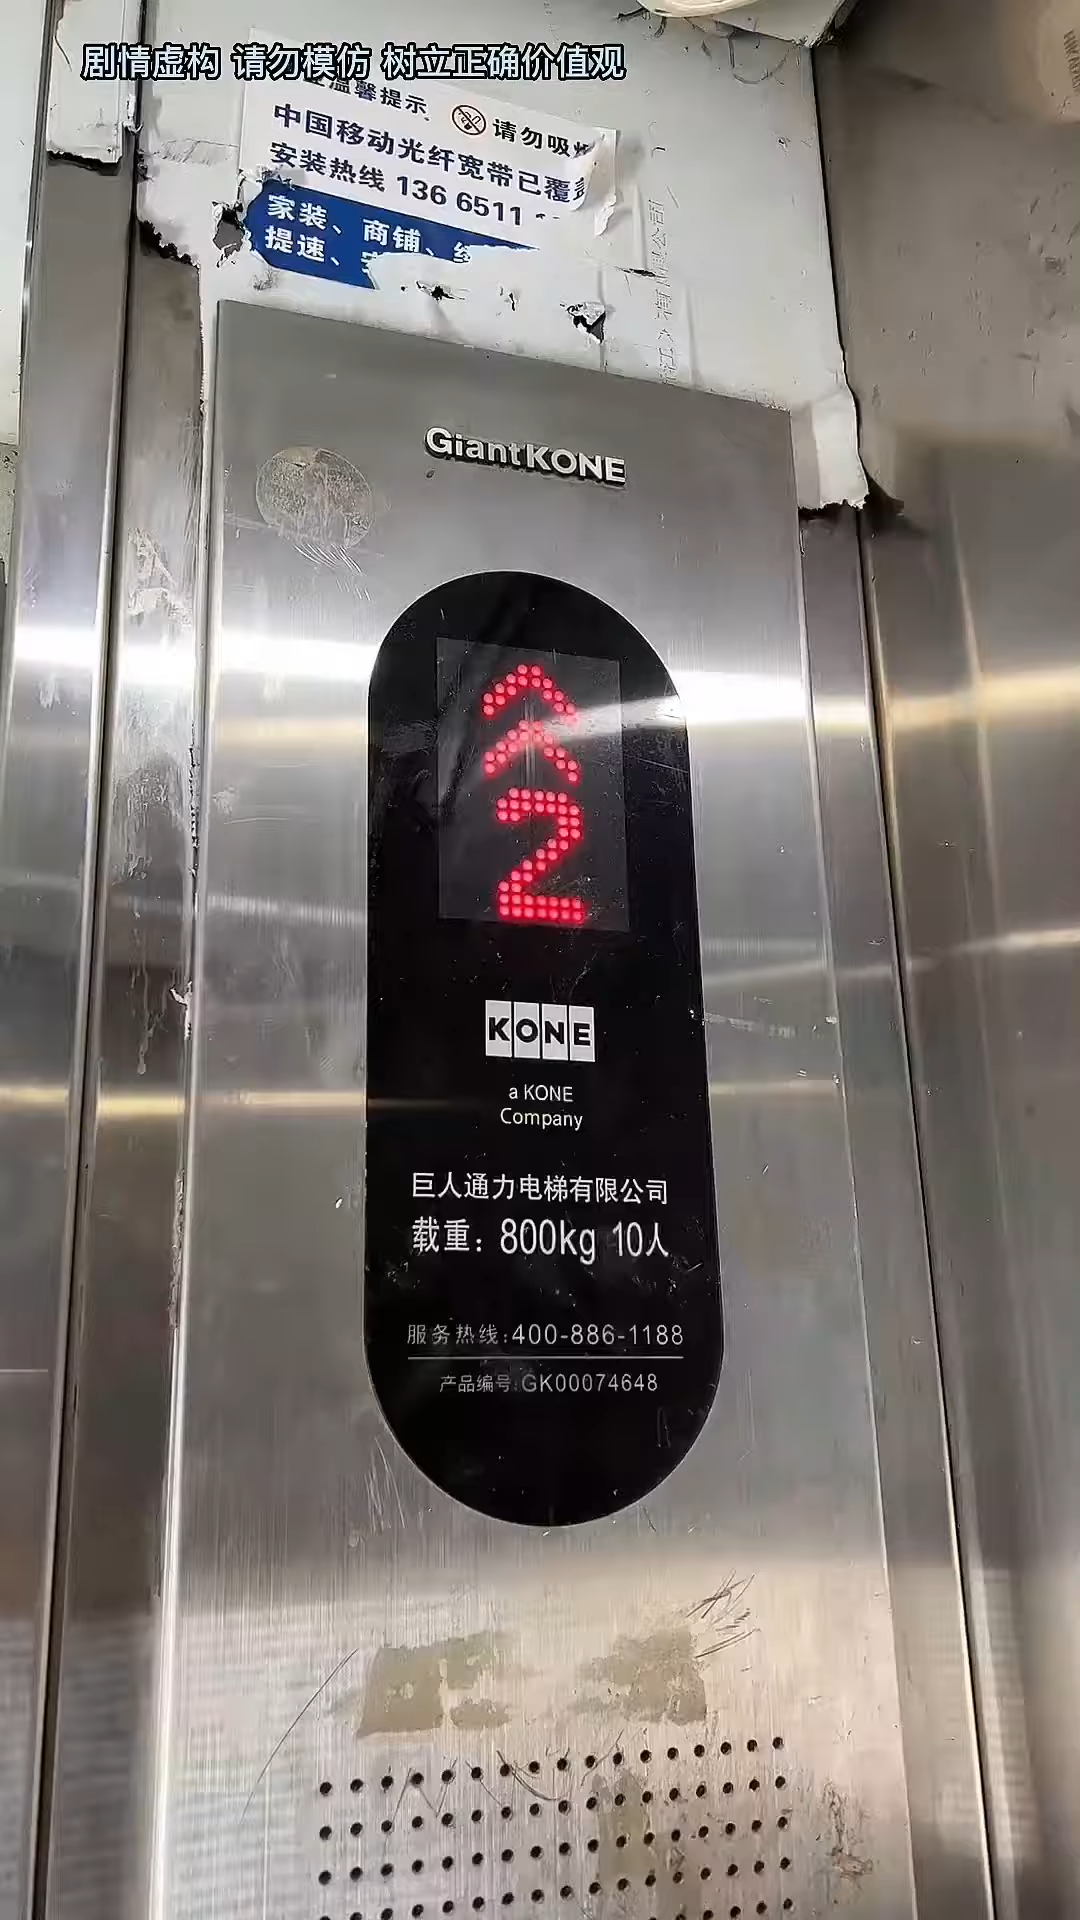 剧情虚构 请勿模仿 树立正确价值观
温馨提示 请勿吸烟
中国移动光纤宽带已覆盖
安装热线 136 6511
家装、商铺、
提速、
GiantKONE
2
KONE
a KONE
Company
巨人通力电梯有限公司
载重：800kg 10人
服务热线:400-886-1188
产品编号:GK00074648